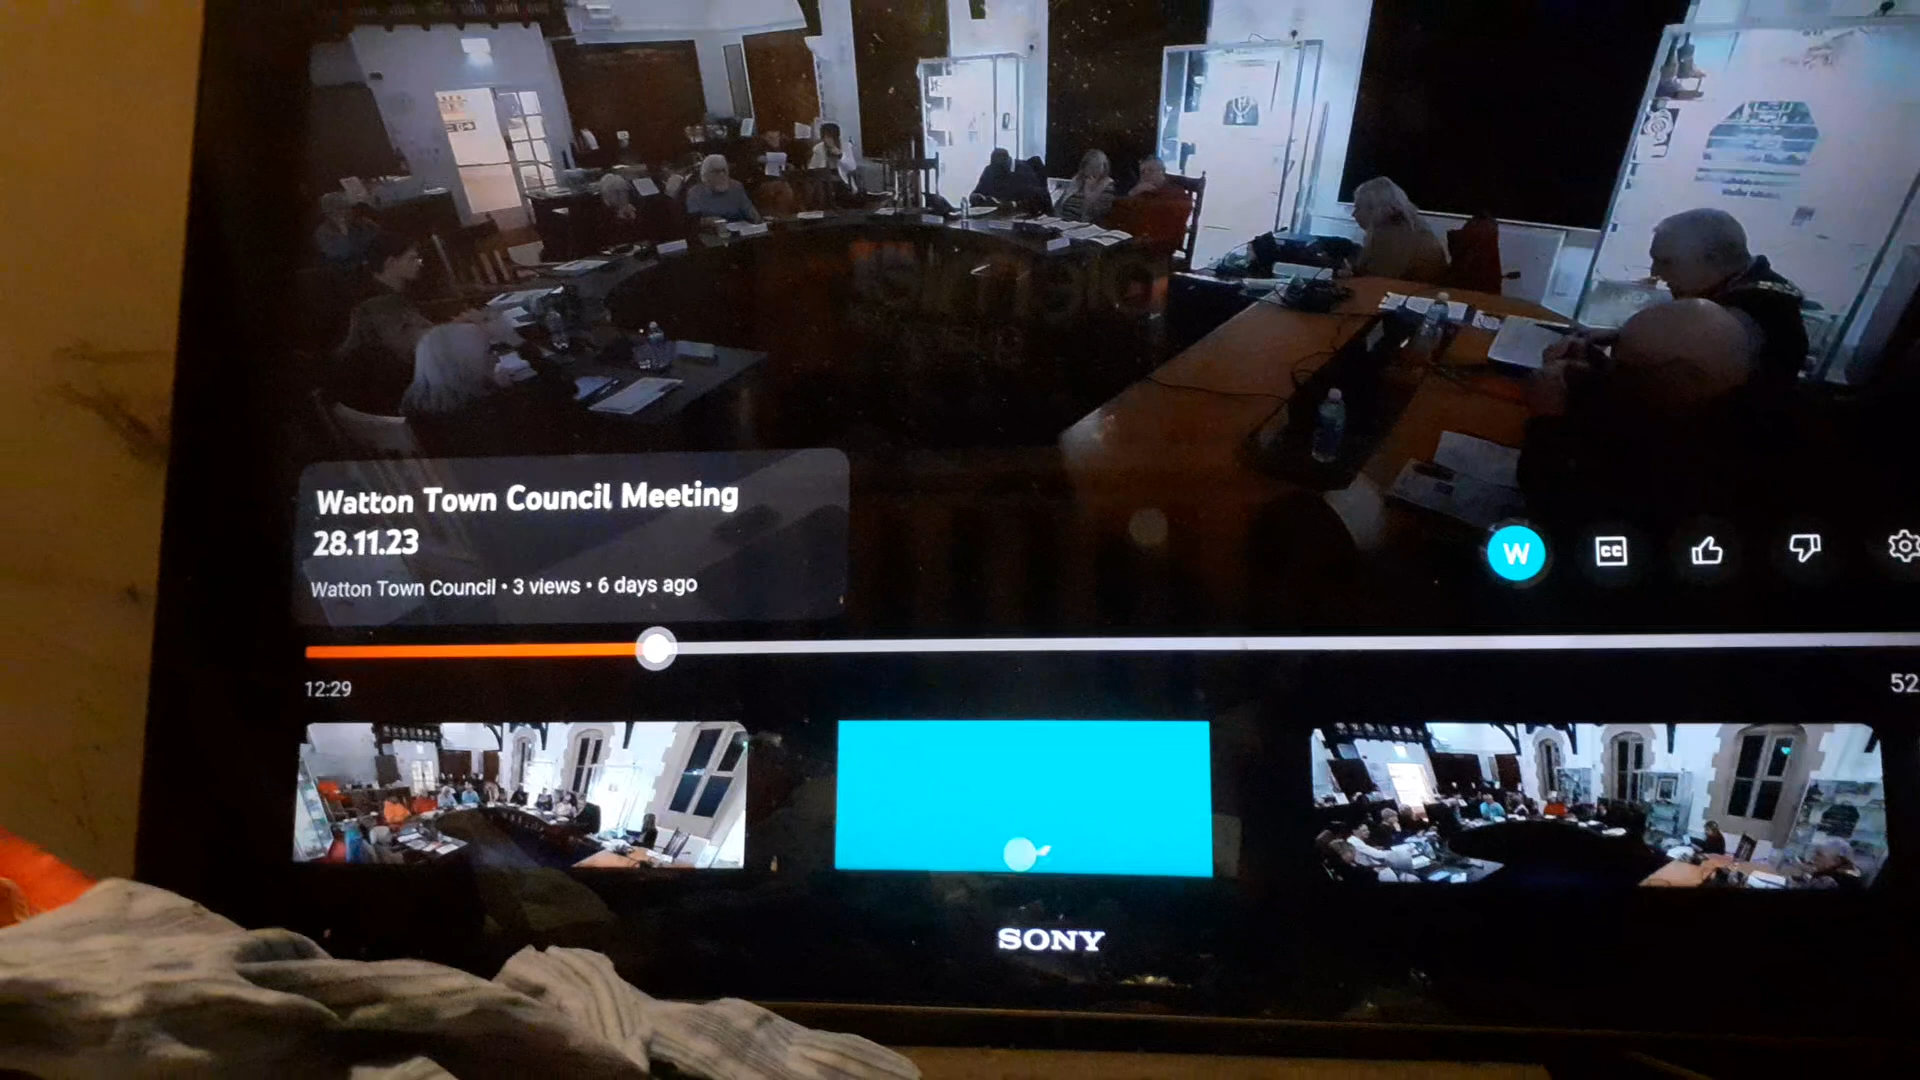 Watton Town Council Meeting
28.11.23
Watton Town Council • 3 views • 6 days ago
W
CC
12:29
52
SONY